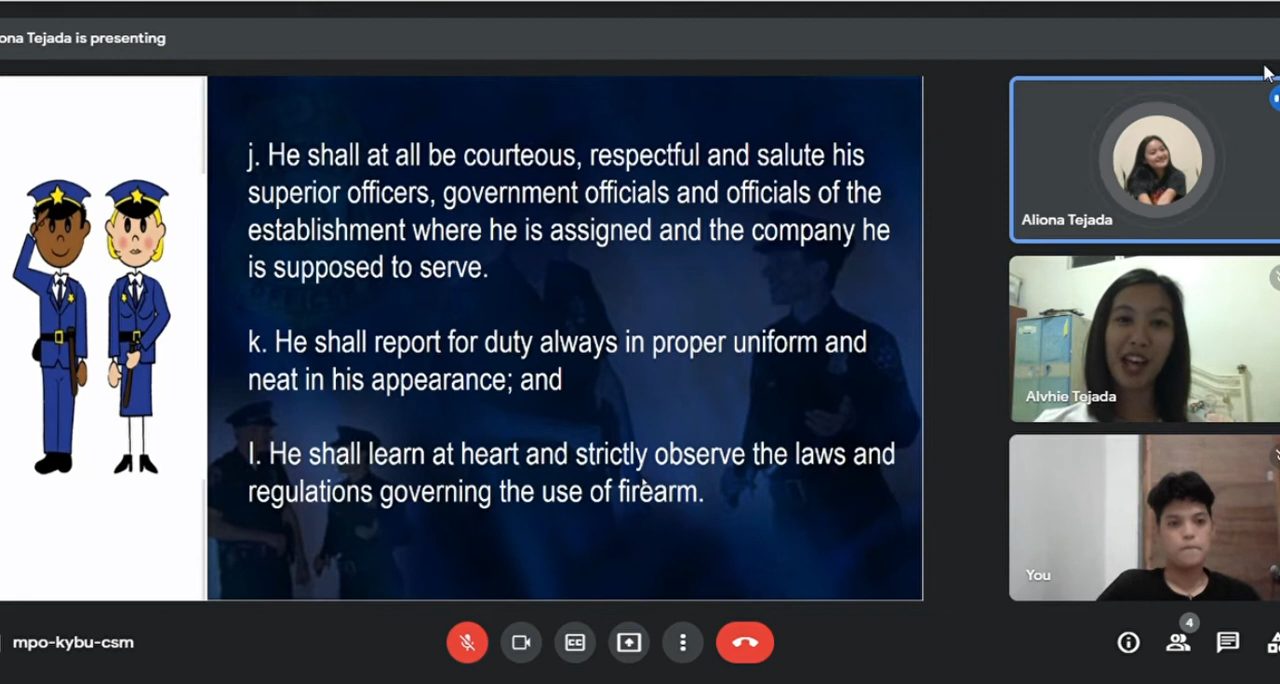 ona Tejada is presenting
j. He shall at all be courteous, respectful and salute his
superior officers, government officials and officials of the
establishment where he is assigned and the company he
is supposed to serve.
k. He shall report for duty always in proper uniform and
neat in his appearance; and
l. He shall learn at heart and strictly observe the laws and
regulations governing the use of firearm.
Aliona Tejada
Alvhie Tejada
You
mpo-kybu-csm
CC
4